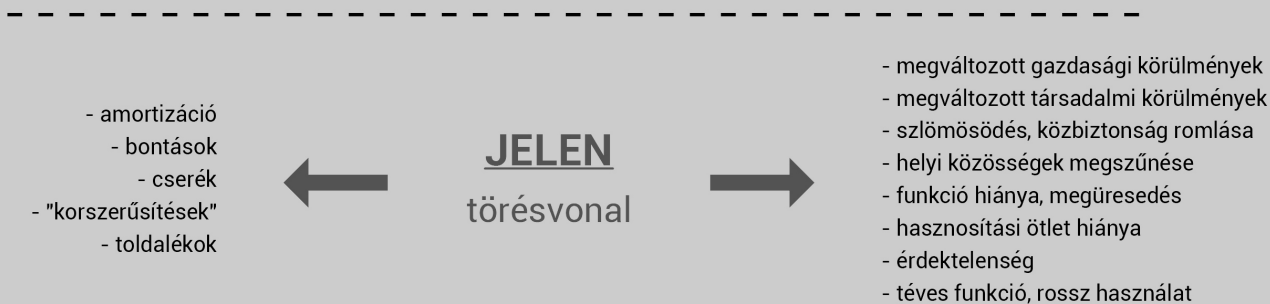 - amortizáció
- bontások
- cserék
- "korszerűsítések"
- toldalékok
JELEN
törésvonal
- megváltozott gazdasági körülmények
- megváltozott társadalmi körülmények
- szlömösödés, közbiztonság romlása
- helyi közösségek megszűnése
- funkció hiánya, megüresedés
- hasznosítási ötlet hiánya
- érdektelenség
- téves funkció, rossz használat